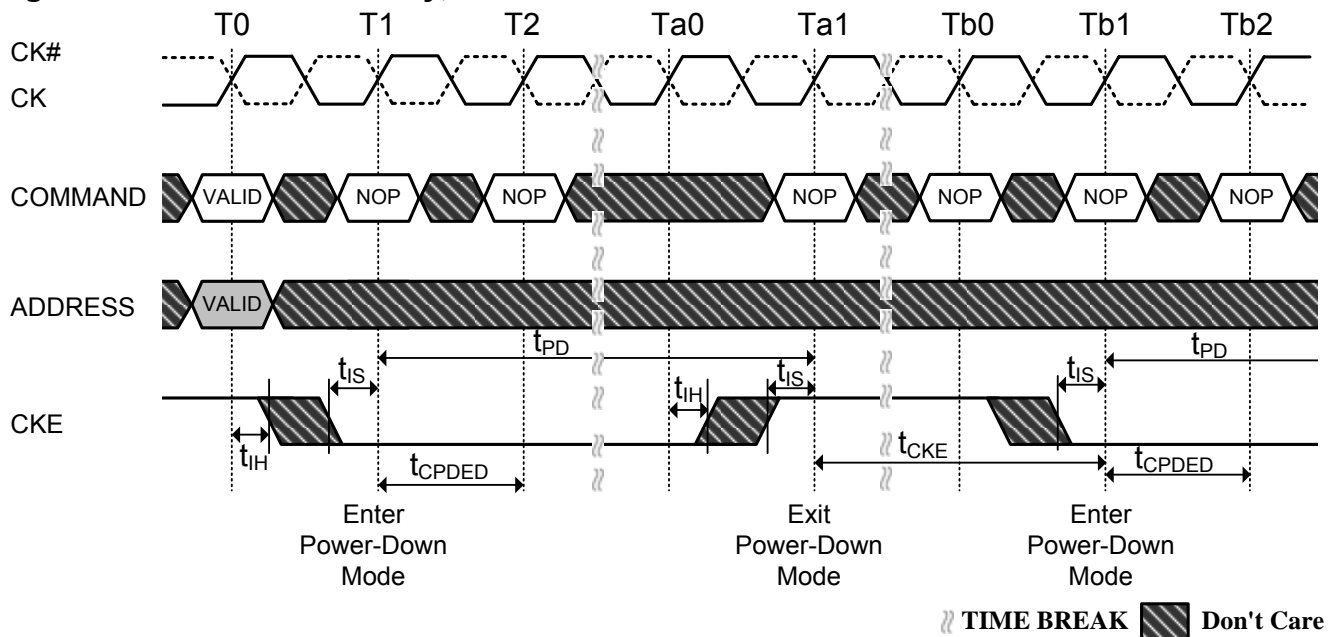 T0 T1 T2 Ta0 Ta1 Tb0 Tb1 Tb2
CK#
CK
COMMAND VALID NOP NOP NOP NOP NOP NOP
ADDRESS VALID
tPD tPD
tIS tIH tIS tIS
CKE
tIH tCPDED tCKE tCPDED
Enter Power-Down Mode
Exit Power-Down Mode
Enter Power-Down Mode
TIME BREAK Don't Care